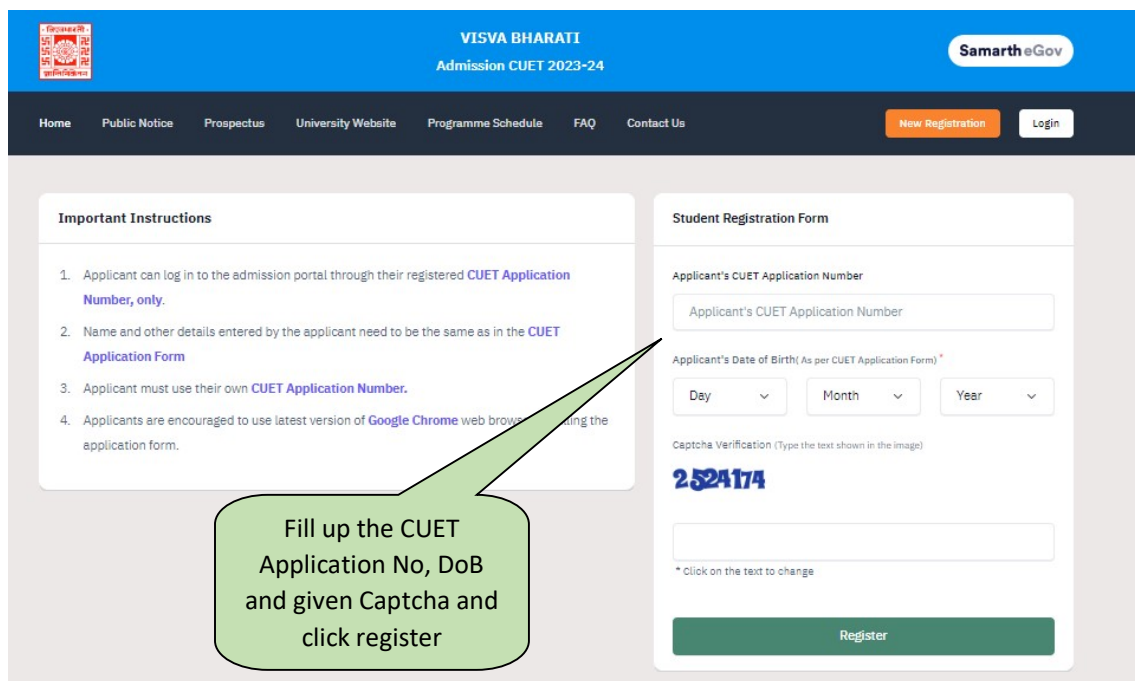 VISVA BHARATI
Admission CUET 2023-24
Samarth eGov
Home Public Notice Prospectus University Website Programme Schedule FAQ Contact Us New Registration Login
Important Instructions
1. Applicant can log in to the admission portal through their registered CUET Application
Number, only.
2. Name and other details entered by the applicant need to be the same as in the CUET
Application Form
3. Applicant must use their own CUET Application Number.
4. Applicants are encouraged to use latest version of Google Chrome web the
application form.
Student Registration Form
Applicant's CUET Application Number
Applicant's CUET Application Number
Applicant's Date of Birth( As per CUET Application Form) *
Day Month Year
Captcha Verification (Type the text shown in the image)
2524174
* Click on the text to change
Register
Fill up the CUET
Application No, DoB
and given Captcha and
click register